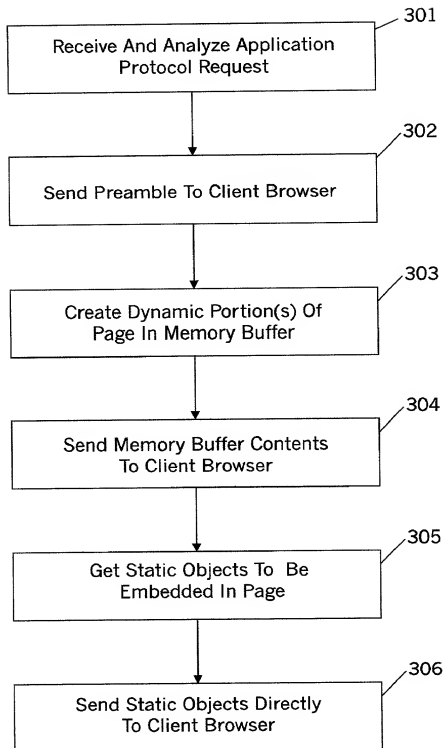 301
Receive And Analyze Application
Protocol Request
302
Send Preamble To Client Browser
303
Create Dynamic Portion(s) Of
Page In Memory Buffer
304
Send Memory Buffer Contents
To Client Browser
305
Get Static Objects To Be
Embedded In Page
306
Send Static Objects Directly
To Client Browser